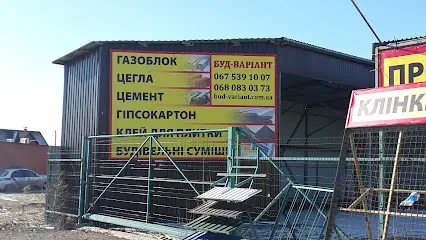 ГАЗОБЛОК
ЦЕГЛА
ЦЕМЕНТ
ГІПСОКАРТОН
КЛЕЙ ДЛЯ ПЛИТКИ
БУДІВЕЛЬНІ СУМІШІ
БУД-ВАРІАНТ
067 539 10 07
068 083 03 73
bud-variant.com.ua
ПР
КЛІНК